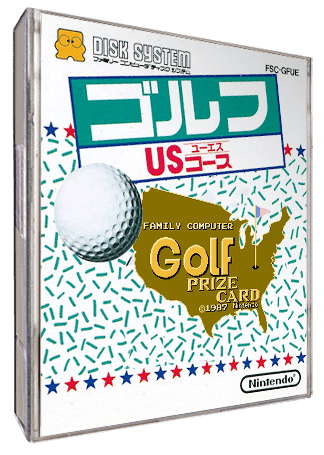 DISK SYSTEM
ファミリー コンピュータ ディスク システム
FSC-GFUE
ゴルフ
ユーエス
USコース
FAMILY COMPUTER
Golf
PRIZE
CARD
©1987 Nintendo
Nintendo